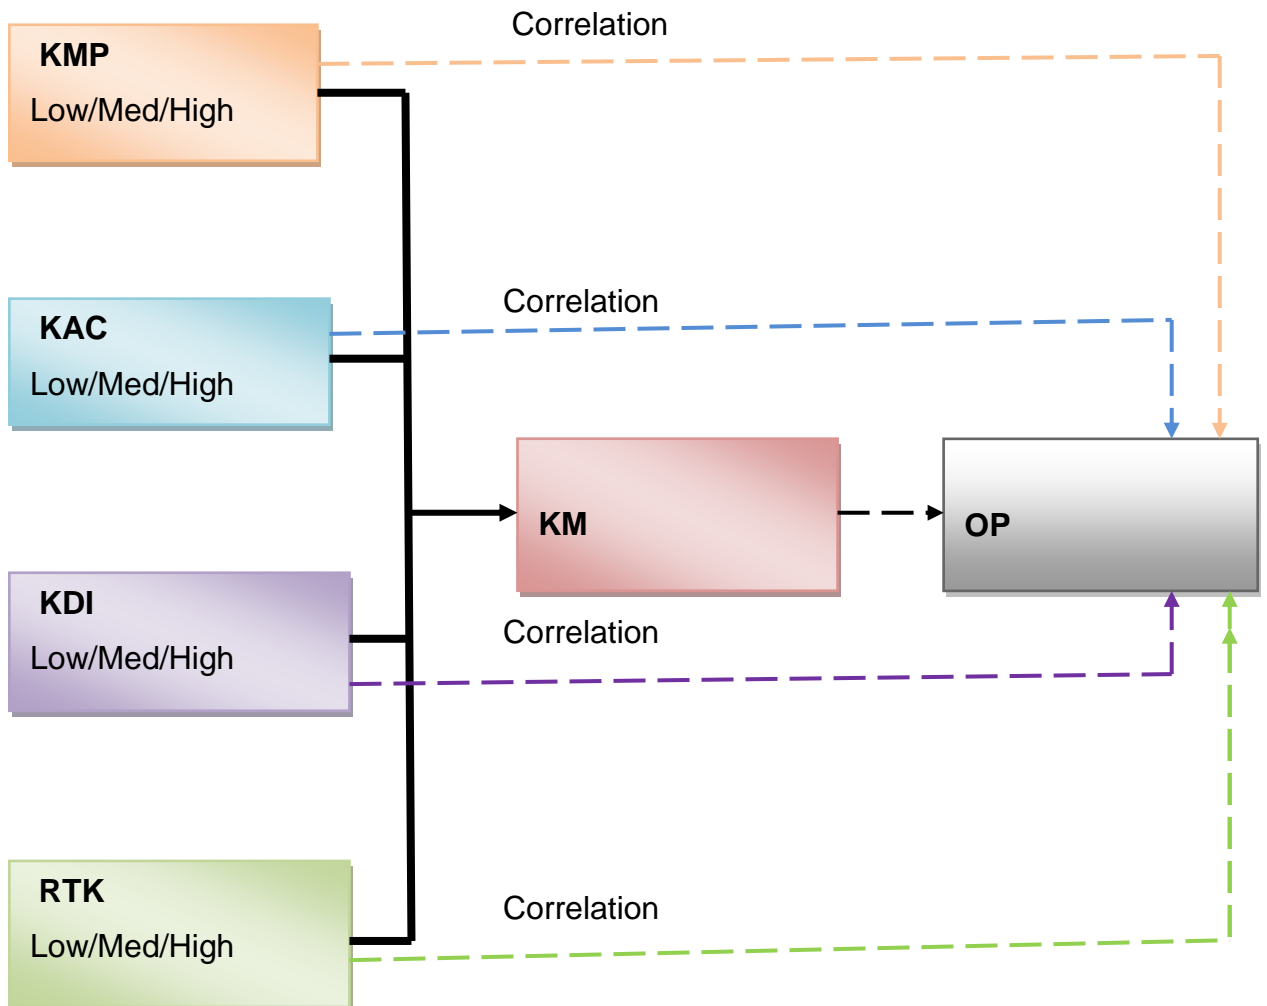 Correlation
KMP
Low/Med/High
Correlation
KAC
Low/Med/High
KM
OP
KDI
Low/Med/High
Correlation
RTK
Low/Med/High
Correlation